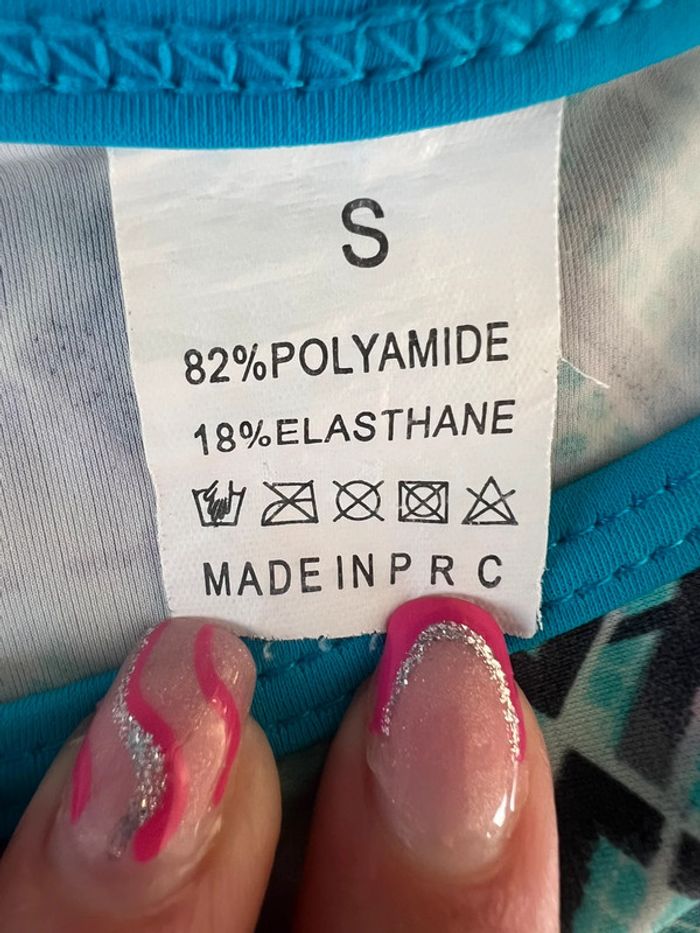 S
82%POLYAMIDE
18%ELASTHANE
MADE IN P R C